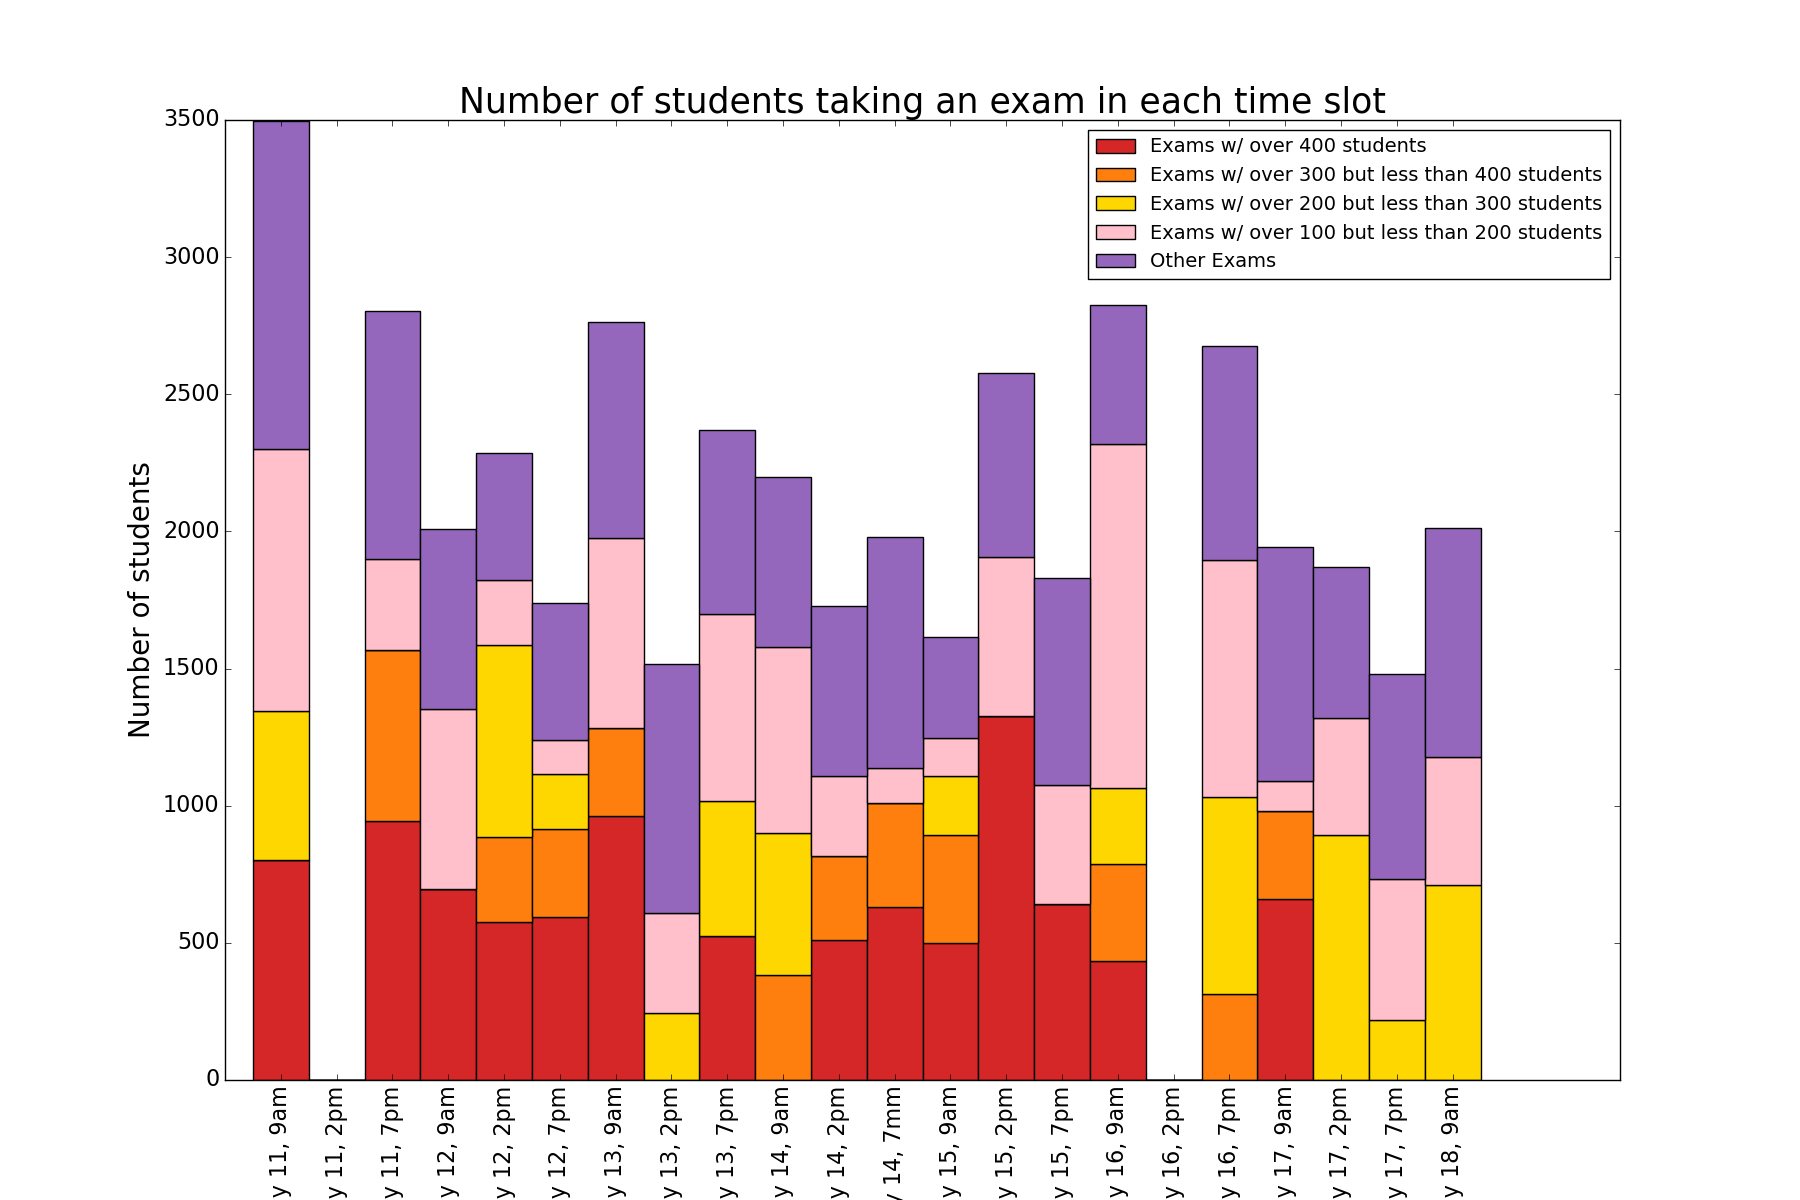 Number of students taking an exam in each time slot
3500
3000
2500
2000
1500
1000
500
0
Number of students
Exams w/ over 400 students
Exams w/ over 300 but less than 400 students
Exams w/ over 200 but less than 300 students
Exams w/ over 100 but less than 200 students
Other Exams
y 11, 9am
y 11, 2pm
y 11, 7pm
y 12, 9am
y 12, 2pm
y 12, 7pm
y 13, 9am
y 13, 2pm
y 13, 7pm
y 14, 9am
y 14, 2pm
y 14, 7mm
y 15, 9am
y 15, 2pm
y 15, 7pm
y 16, 9am
y 16, 2pm
y 16, 7pm
y 17, 9am
y 17, 2pm
y 17, 7pm
y 18, 9am